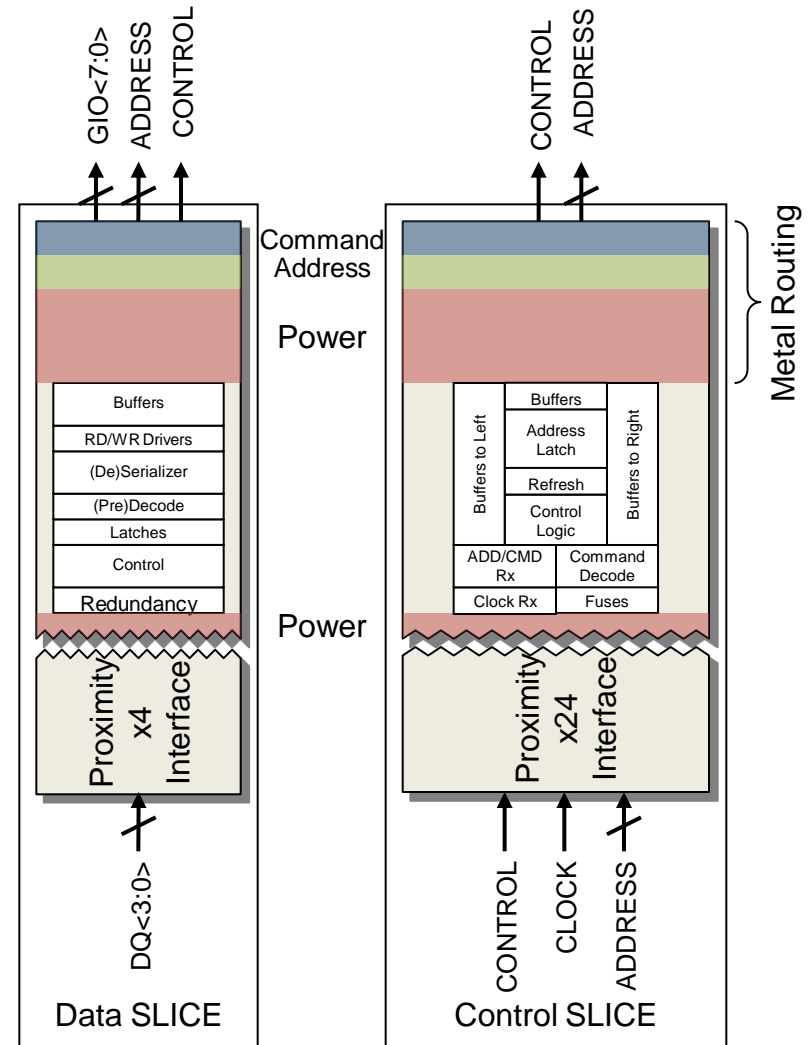 GIO<7:0>
ADDRESS
CONTROL
CONTROL
ADDRESS
Command
Address
Power
Metal Routing
Buffers
RD/WR Drivers
(De)Serializer
(Pre)Decode
Latches
Control
Redundancy
Buffers to Left
Buffers
Address
Latch
Refresh
Control
Logic
Buffers to Right
ADD/CMD
Rx
Command
Decode
Clock Rx
Fuses
Power
Proximity
x4
Interface
Proximity
x24
Interface
DQ<3:0>
CONTROL
CLOCK
ADDRESS
Data SLICE
Control SLICE